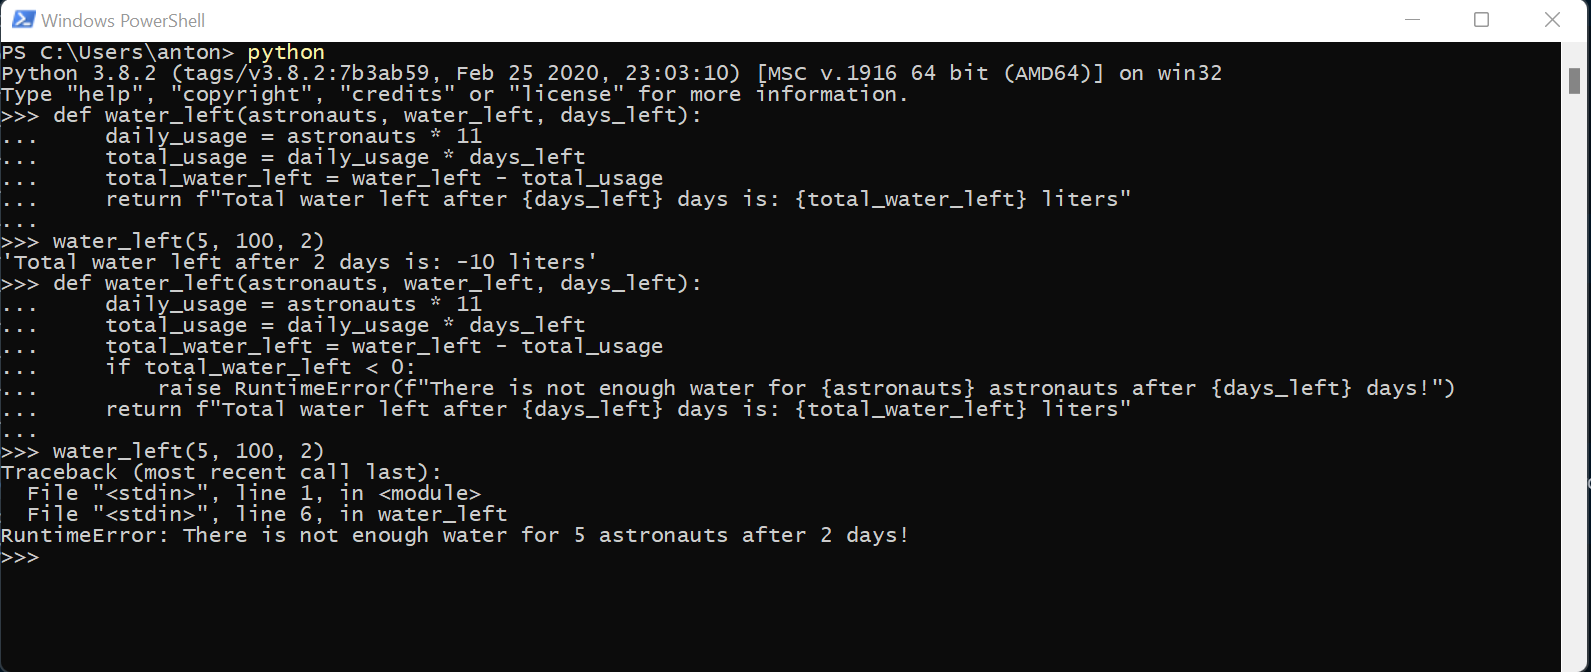 Windows PowerShell
PS C:\Users\anton> python
Python 3.8.2 (tags/v3.8.2:7b3ab59, Feb 25 2020, 23:03:10) [MSC v.1916 64 bit (AMD64)] on win32
Type "help", "copyright", "credits" or "license" for more information.
>>> def water_left(astronauts, water_left, days_left):
...     daily_usage = astronauts * 11
...     total_usage = daily_usage * days_left
...     total_water_left = water_left - total_usage
...     return f"Total water left after {days_left} days is: {total_water_left} liters"
...
>>> water_left(5, 100, 2)
'Total water left after 2 days is: -10 liters'
>>> def water_left(astronauts, water_left, days_left):
...     daily_usage = astronauts * 11
...     total_usage = daily_usage * days_left
...     total_water_left = water_left - total_usage
...     if total_water_left < 0:
...         raise RuntimeError(f"There is not enough water for {astronauts} astronauts after {days_left} days!")
...     return f"Total water left after {days_left} days is: {total_water_left} liters"
...
>>> water_left(5, 100, 2)
Traceback (most recent call last):
  File "<stdin>", line 1, in <module>
  File "<stdin>", line 6, in water_left
RuntimeError: There is not enough water for 5 astronauts after 2 days!
>>>